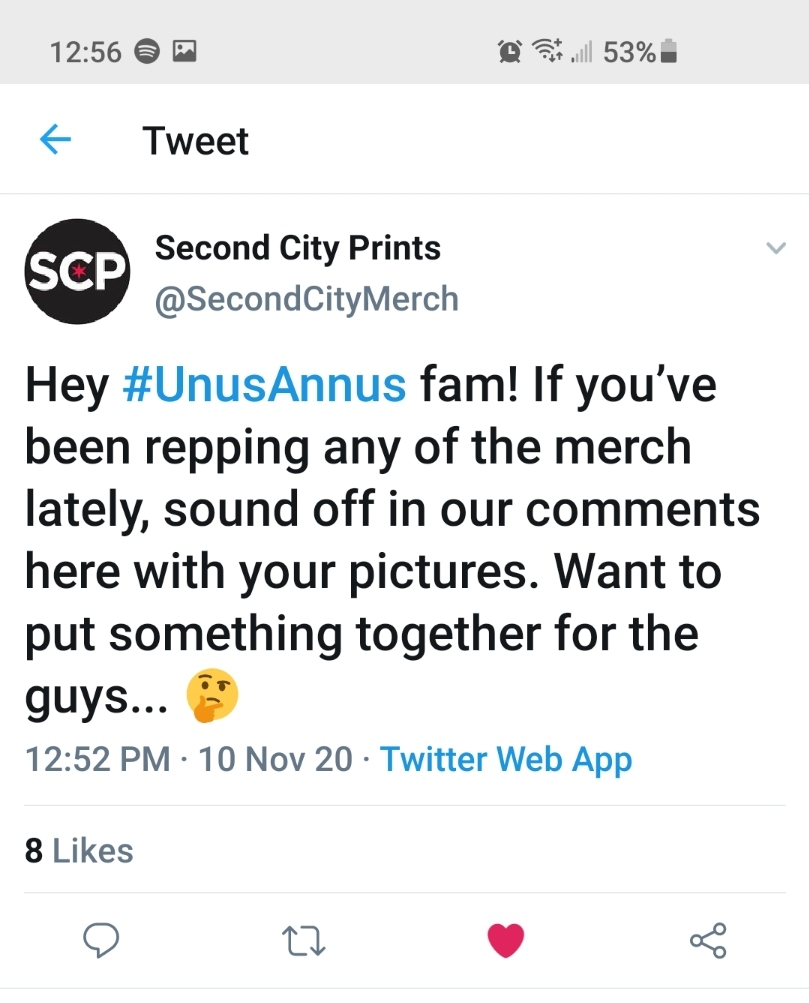 12:56 53%
Tweet
SCP
Second City Prints
@SecondCityMerch
Hey #UnusAnnus fam! If you’ve
been repping any of the merch
lately, sound off in our comments
here with your pictures. Want to
put something together for the
guys... 🤔
12:52 PM · 10 Nov 20 · Twitter Web App
8 Likes